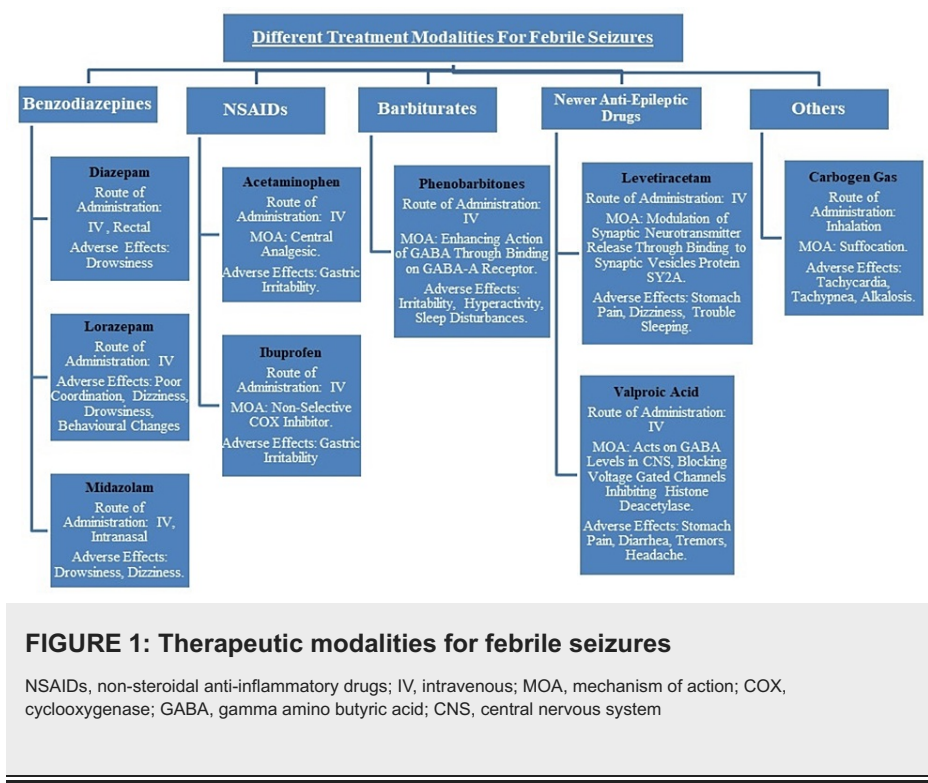 Different Treatment Modalities For Febrile Seizures
Benzodiazepines
Diazepam
Route of
Administration:
IV , Rectal
Adverse Effects:
Drowsiness
Lorazepam
Route of
Administration: IV
Adverse Effects: Poor
Coordination, Dizziness,
Drowsiness,
Behavioural Changes
Midazolam
Route of
Administration: IV,
Intranasal
Adverse Effects:
Drowsiness, Dizziness.
NSAIDs
Acetaminophen
Route of
Administration: IV
MOA: Central
Analgesic.
Adverse Effects: Gastric
Irritability.
Ibuprofen
Route of
Administration: IV
MOA: Non-Selective
COX Inhibitor.
Adverse Effects: Gastric
Irritability
Barbiturates
Phenobarbitones
Route of Administration:
IV
MOA: Enhancing Action
of GABA Through Binding
on GABA-A Receptor.
Adverse Effects:
Irritability, Hyperactivity,
Sleep Disturbances.
Newer Anti-Epileptic
Drugs
Levetiracetam
Route of Administration: IV
MOA: Modulation of
Synaptic Neurotransmitter
Release Through Binding to
Synaptic Vesicles Protein
SY2A.
Adverse Effects: Stomach
Pain, Dizziness, Trouble
Sleeping.
Valproic Acid
Route of Administration:
IV
MOA: Acts on GABA
Levels in CNS, Blocking
Voltage Gated Channels
Inhibiting Histone
Deacetylase.
Adverse Effects: Stomach
Pain, Diarrhea, Tremors,
Headache.
Others
Carbogen Gas
Route of
Administration:
Inhalation
MOA: Suffocation.
Adverse Effects:
Tachycardia,
Tachypnea, Alkalosis.
FIGURE 1: Therapeutic modalities for febrile seizures
NSAIDs, non-steroidal anti-inflammatory drugs; IV, intravenous; MOA, mechanism of action; COX,
cyclooxygenase; GABA, gamma amino butyric acid; CNS, central nervous system